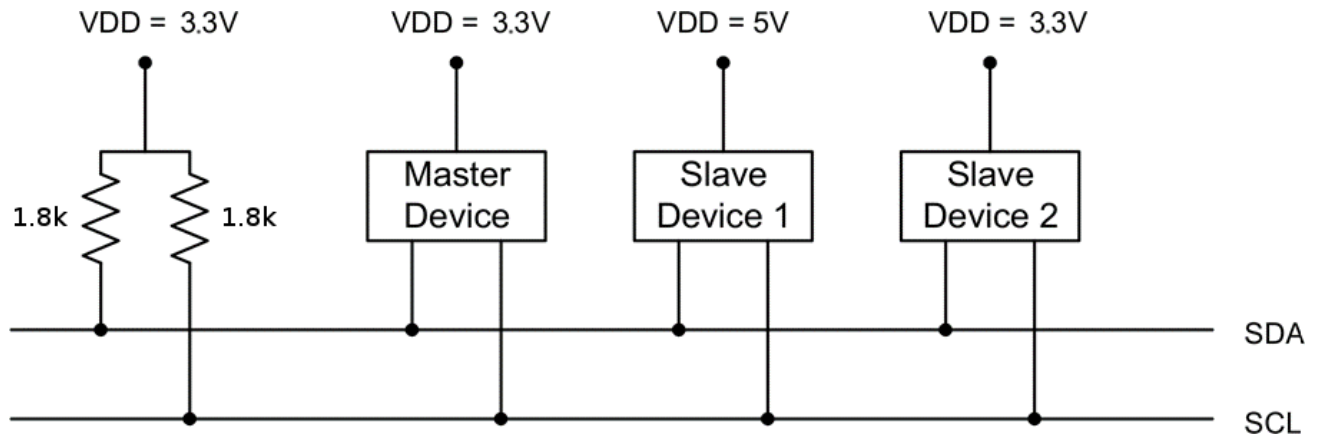 VDD = 3.3V
VDD = 3.3V
VDD = 5V
VDD = 3.3V
1.8k
1.8k
Master
Device
Slave
Device 1
Slave
Device 2
SDA
SCL